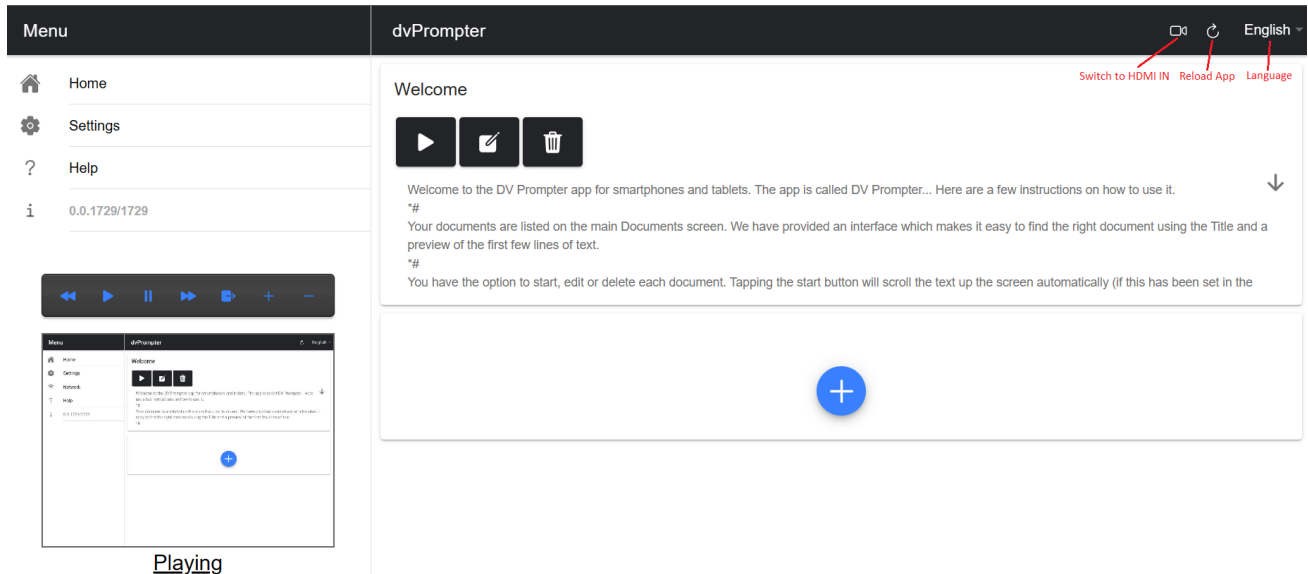 Menu
dvPrompter
English
Switch to HDMI IN
Reload App
Language
Home
Settings
Help
0.0.1729/1729
Welcome
Welcome to the DV Prompter app for smartphones and tablets. The app is called DV Prompter... Here are a few instructions on how to use it.
*#
Your documents are listed on the main Documents screen. We have provided an interface which makes it easy to find the right document using the Title and a
preview of the first few lines of text.
*#
You have the option to start, edit or delete each document. Tapping the start button will scroll the text up the screen automatically (if this has been set in the
Menu
dvPrompter
English
Home
Settings
Network
Help
0.0.1729/1729
Welcome
Playing